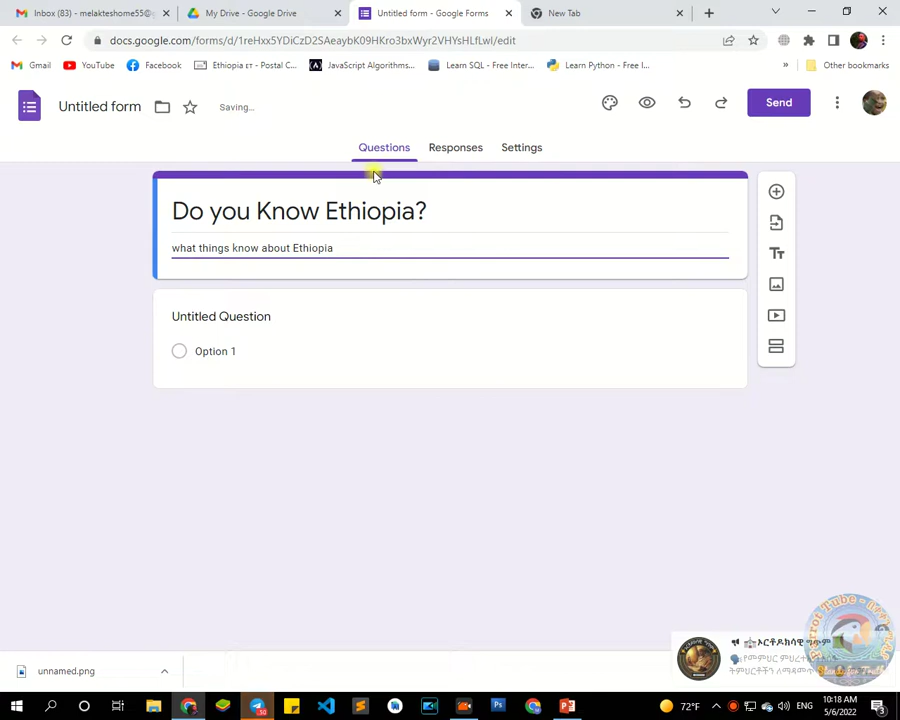 Inbox (83) - melakteshome55@g
My Drive - Google Drive
Untitled form - Google Forms
New Tab
docs.google.com/forms/d/1reHxx5YDiCzD2SAeaybK09HKro3bxWyr2VHYsHLfLwI/edit
Gmail
YouTube
Facebook
Ethiopia ετ - Postal C...
JavaScript Algorithms...
Learn SQL - Free Inter...
Learn Python - Free I...
Other bookmarks
Untitled form
Saving...
Send
Questions
Responses
Settings
Do you Know Ethiopia?
what things know about Ethiopia
Untitled Question
Option 1
unnamed.png
72°F
ENG
10:18 AM
5/6/2022